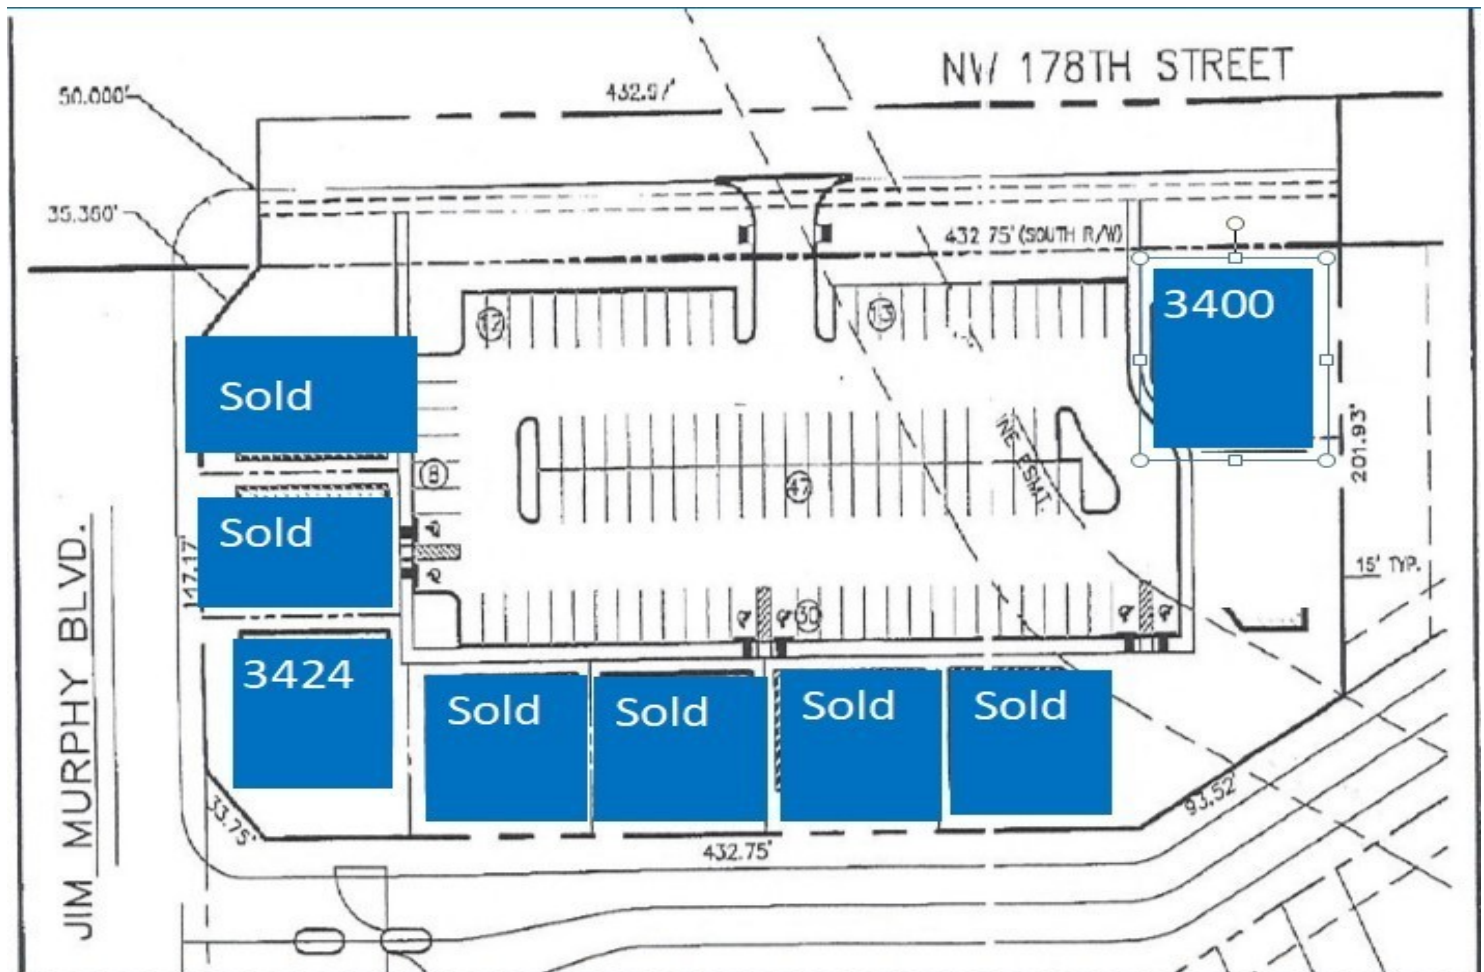 NW 178TH STREET
50.000'
432.97'
35.360'
432.75' (SOUTH R/W)
3400
12
13
Sold
8
47
201.93'
Sold
147.17'
15' TYP.
30
3424
Sold
Sold
Sold
Sold
JIM MURPHY BLVD.
33.75'
93.52'
432.75'